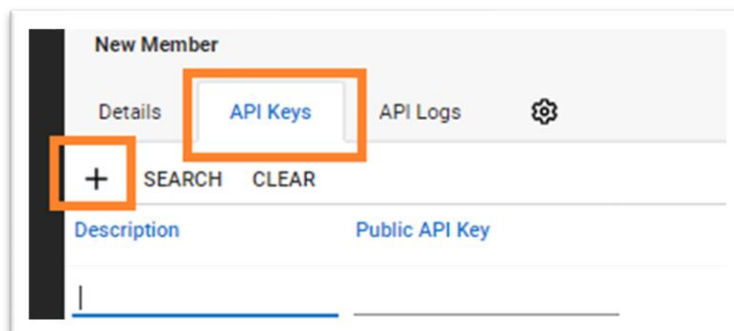 New Member
Details API Keys API Logs
+ SEARCH CLEAR
Description Public API Key